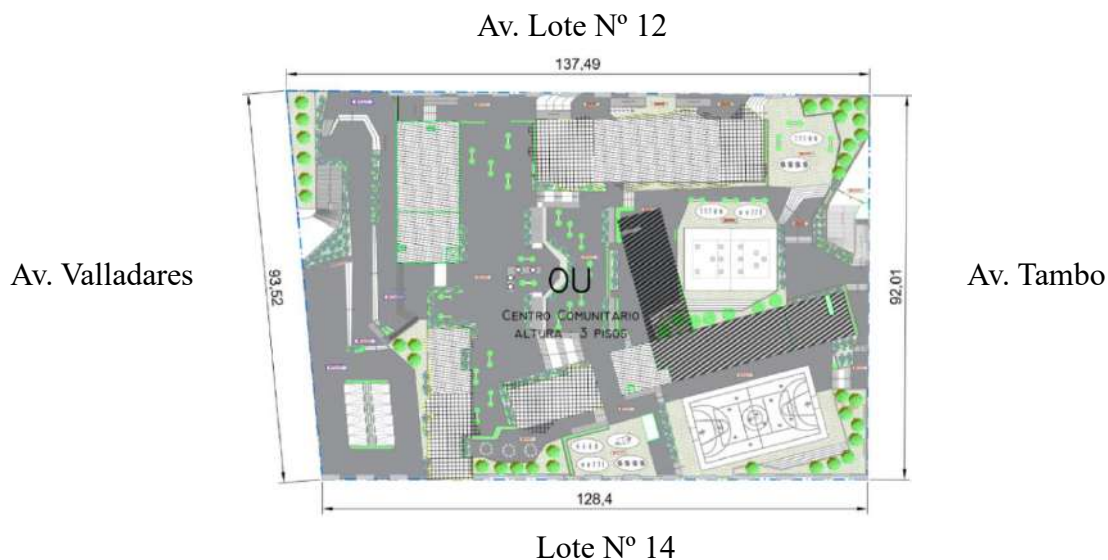 Av. Lote Nº 12
137,49
Av. Valladares
93,52
OU
CENTRO COMUNITARIO
ALTURA : 3 PISOS
92,01
Av. Tambo
128,4
Lote Nº 14